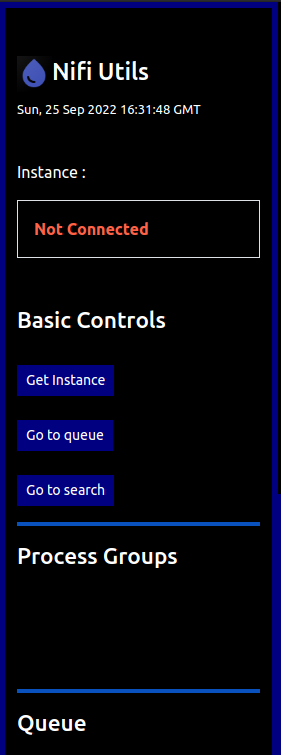 Nifi Utils
Sun, 25 Sep 2022 16:31:48 GMT
Instance :
Not Connected
Basic Controls
Get Instance
Go to queue
Go to search
Process Groups
Queue